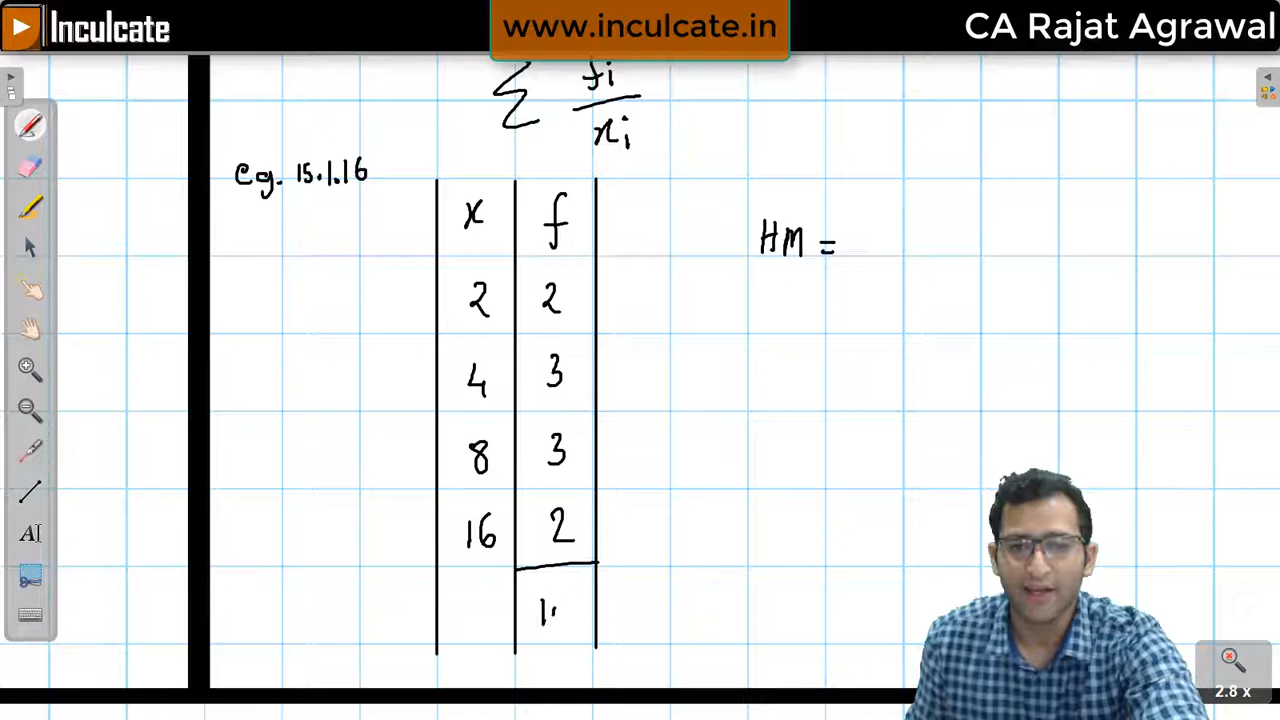 Inculcate
www.inculcate.in
CA Rajat Agrawal
Σ fi/xi
eg. 15.1.16
x f
HM =
2 2
4 3
8 3
16 2
AI
2.8 x